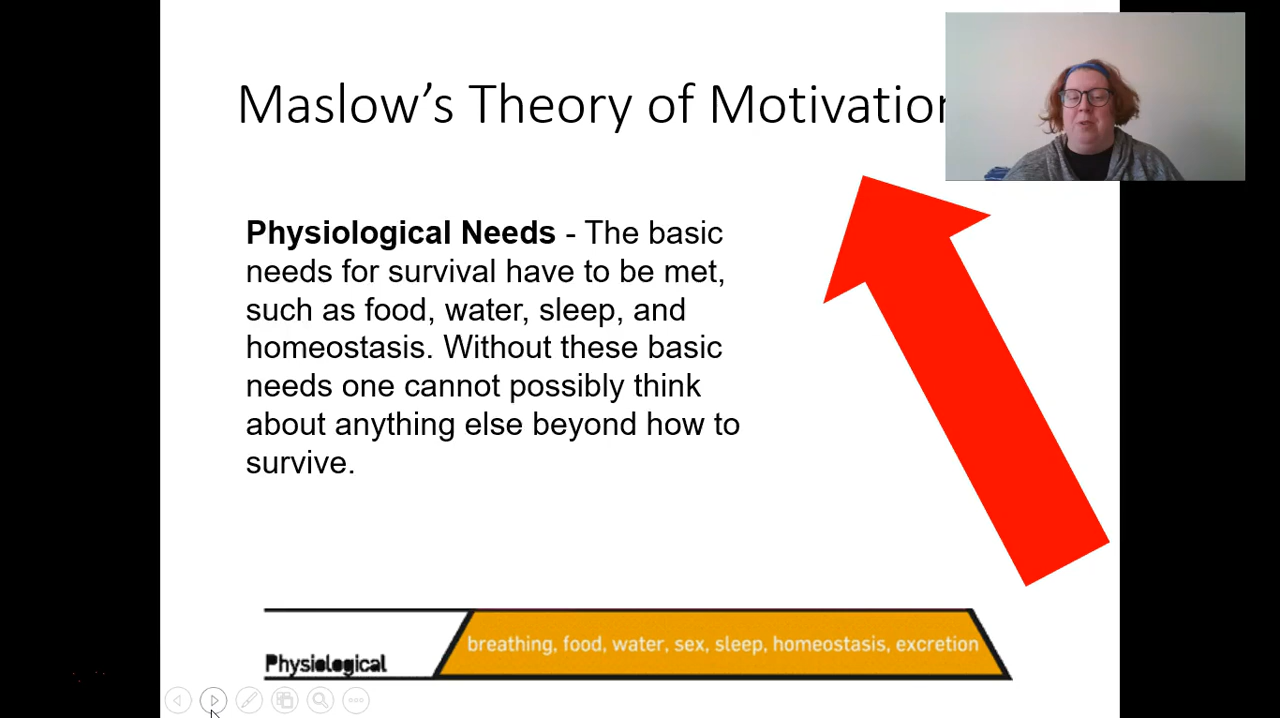 Maslow's Theory of Motivation
Physiological Needs - The basic
needs for survival have to be met,
such as food, water, sleep, and
homeostasis. Without these basic
needs one cannot possibly think
about anything else beyond how to
survive.
breathing, food, water, sex, sleep, homeostasis, excretion
Physiological